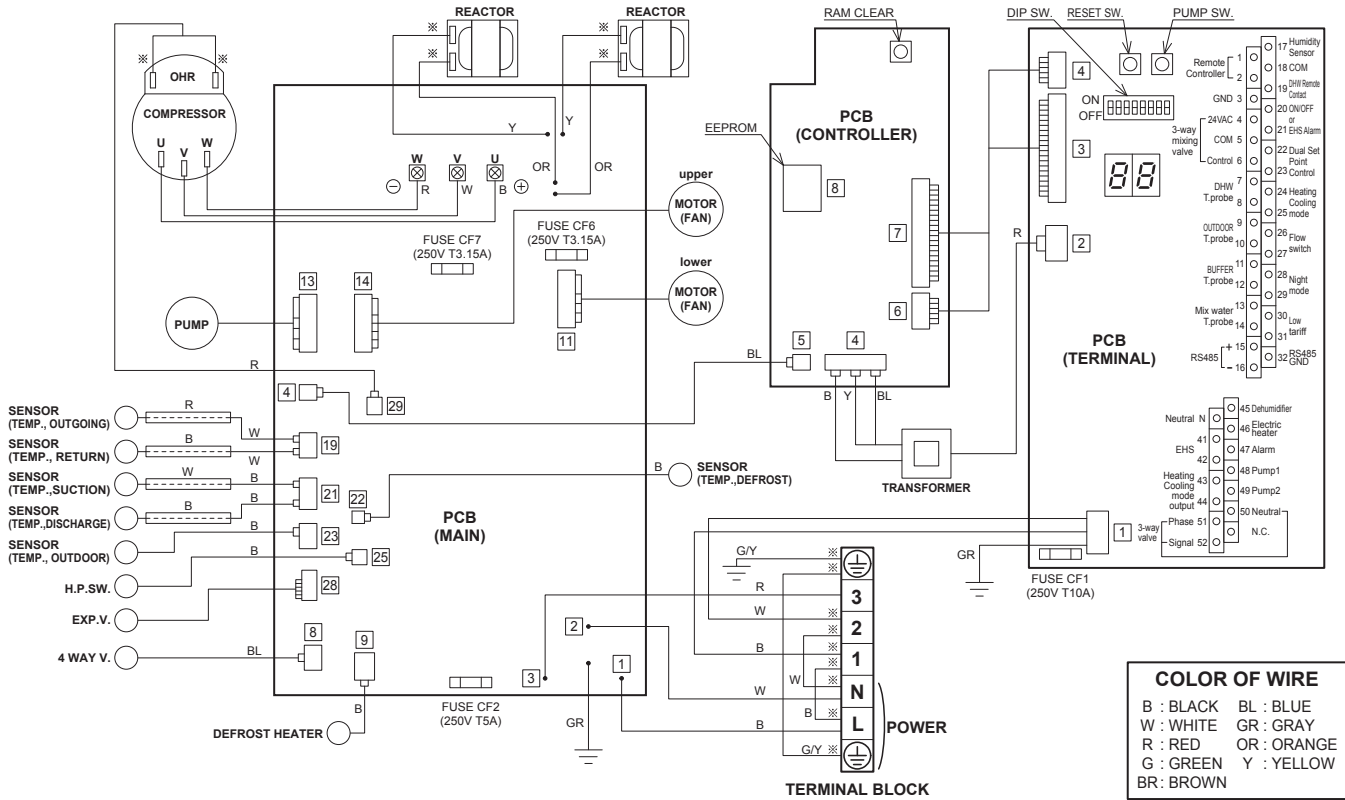 REACTOR
REACTOR
※
※
※
※
※
※
OHR
COMPRESSOR
U
V
W
Y
Y
OR
OR
W
V
U
⊖
R
W
B
⊕
FUSE CF7
(250V T3.15A)
FUSE CF6
(250V T3.15A)
upper
MOTOR
(FAN)
lower
MOTOR
(FAN)
13
14
11
PUMP
R
4
29
SENSOR
(TEMP., OUTGOING)
R
W
SENSOR
(TEMP., RETURN)
B
W
19
SENSOR
(TEMP.,SUCTION)
W
B
21
SENSOR
(TEMP.,DISCHARGE)
B
B
22
B
SENSOR
(TEMP.,DEFROST)
SENSOR
(TEMP., OUTDOOR)
B
23
H.P.SW.
B
25
EXP.V.
28
4 WAY V.
BL
8
9
B
DEFROST HEATER
PCB
(MAIN)
FUSE CF2
(250V T5A)
2
3
1
GR
RAM CLEAR
PCB
(CONTROLLER)
EEPROM
8
7
6
5
4
BL
B
Y
BL
TRANSFORMER
R
DIP SW.
RESET SW.
PUMP SW.
4
ON
OFF
3
88
2
PCB
(TERMINAL)
Remote
Controller
1
2
GND 3
3-way
mixing
valve
24VAC 4
COM 5
Control 6
DHW
T.probe
7
8
OUTDOOR
T.probe
9
10
BUFFER
T.probe
11
12
Mix water
T.probe
13
14
RS485
+ 15
− 16
17 Humidity
Sensor
18 COM
19 DHW Remote
Contact
20 ON/OFF
or
21 EHS Alarm
22 Dual Set
Point
23 Control
24 Heating
Cooling
25 mode
26 Flow
switch
27
28 Night
29 mode
30 Low
tariff
31
32 RS485
GND
Neutral N
EHS
41
42
Heating
Cooling
mode
output
43
44
3-way
valve
Phase 51
Signal 52
45 Dehumidifier
46 Electric
heater
47 Alarm
48 Pump1
49 Pump2
50 Neutral
N.C.
1
GR
FUSE CF1
(250V T10A)
G/Y
※
※
R
3
W
※
2
B
※
1
※
W
※
W
N
B
※
B
L
G/Y
※
POWER
TERMINAL BLOCK
COLOR OF WIRE
B : BLACK BL : BLUE
W : WHITE GR : GRAY
R : RED OR : ORANGE
G : GREEN Y : YELLOW
BR : BROWN